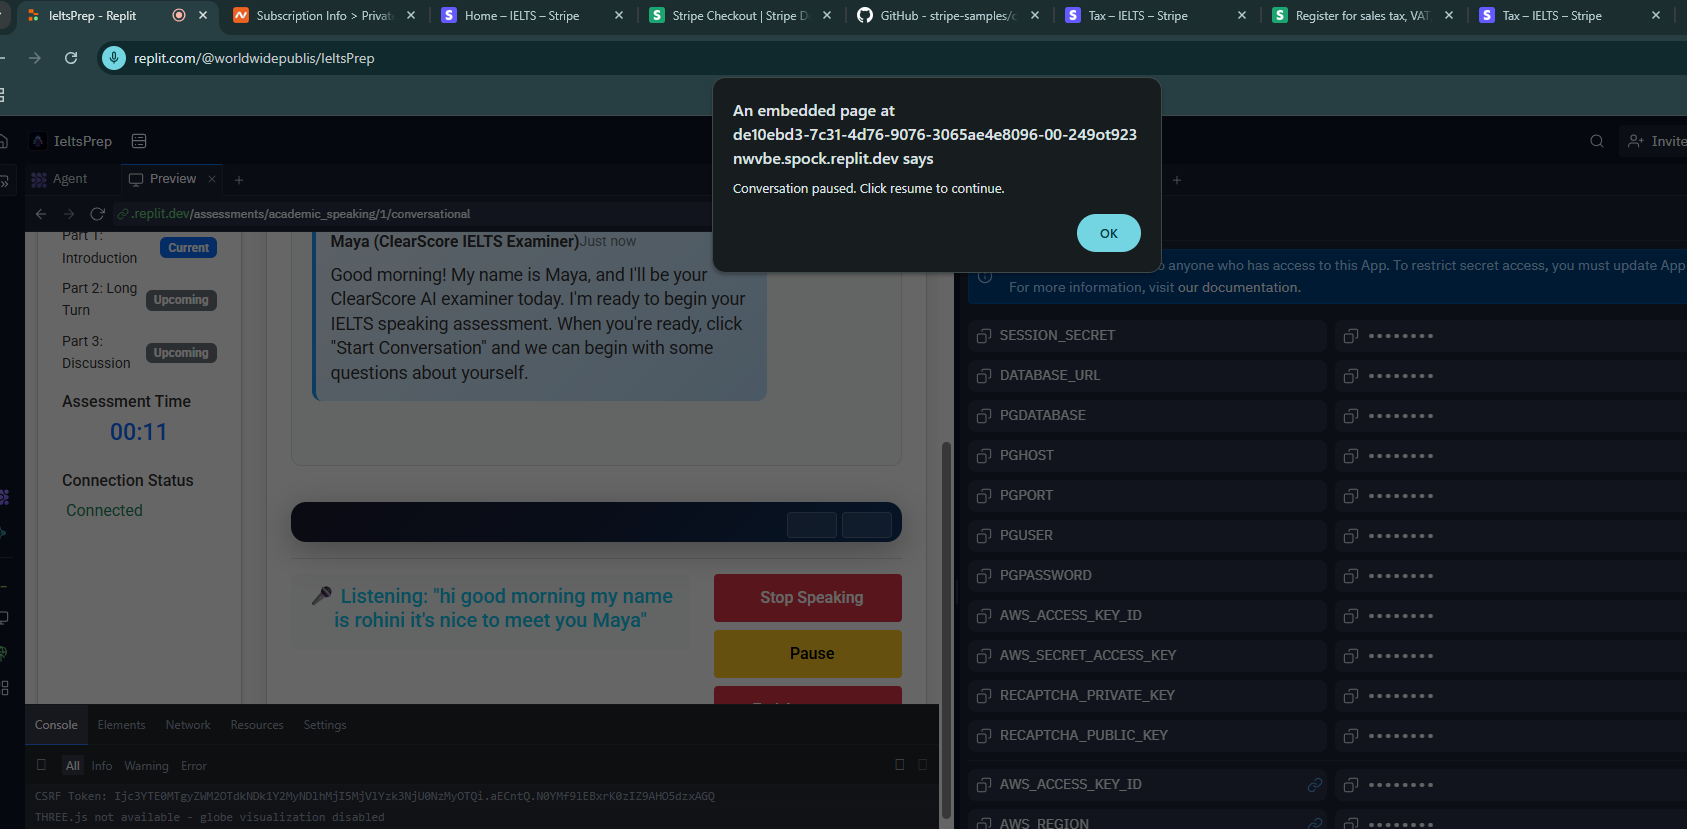 IeltsPrep - Replit
Subscription Info > Privat
Home – IELTS – Stripe
Stripe Checkout | Stripe D
GitHub - stripe-samples/c
Tax – IELTS – Stripe
Register for sales tax, VAT,
Tax – IELTS – Stripe
replit.com/@worldwidepublis/IeltsPrep
An embedded page at
de10ebd3-7c31-4d76-9076-3065ae4e8096-00-249ot923
nwvbe.spock.replit.dev says
Conversation paused. Click resume to continue.
OK
IeltsPrep
Invite
Agent
Preview
.replit.dev/assessments/academic_speaking/1/conversational
Part 1:
Introduction
Current
Part 2: Long
Turn
Upcoming
Part 3:
Discussion
Upcoming
Assessment Time
00:11
Connection Status
Connected
Maya (ClearScore IELTS Examiner)Just now
Good morning! My name is Maya, and I'll be your
ClearScore AI examiner today. I'm ready to begin your
IELTS speaking assessment. When you're ready, click
"Start Conversation" and we can begin with some
questions about yourself.
Listening: "hi good morning my name
is rohini it's nice to meet you Maya"
Stop Speaking
Pause
Console
Elements
Network
Resources
Settings
All
Info
Warning
Error
CSRF Token: Ijc3YTE0MTgyZWM2OTdkNDk1Y2MyNDlhMjI5MjVlYzk3NjU0NzMyOTQi.aECntQ.N0YMf9lEBxrK0zIZ9AHO5dzxAGQ
THREE.js not available - globe visualization disabled
o anyone who has access to this App. To restrict secret access, you must update App
For more information, visit our documentation.
SESSION_SECRET
DATABASE_URL
PGDATABASE
PGHOST
PGPORT
PGUSER
PGPASSWORD
AWS_ACCESS_KEY_ID
AWS_SECRET_ACCESS_KEY
RECAPTCHA_PRIVATE_KEY
RECAPTCHA_PUBLIC_KEY
AWS_ACCESS_KEY_ID
AWS_REGION